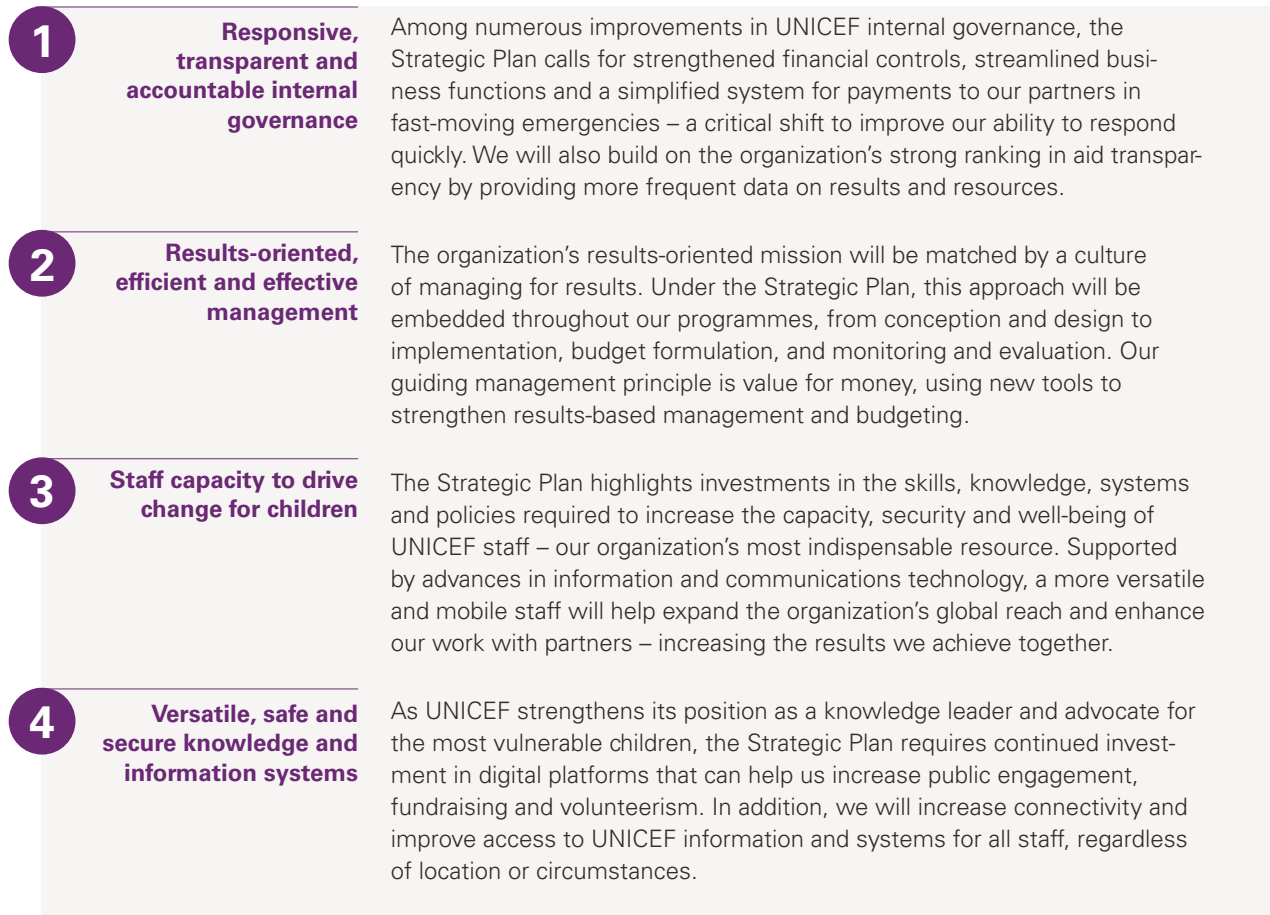 1
Responsive,
transparent and
accountable internal
governance
Among numerous improvements in UNICEF internal governance, the
Strategic Plan calls for strengthened financial controls, streamlined busi-
ness functions and a simplified system for payments to our partners in
fast-moving emergencies – a critical shift to improve our ability to respond
quickly. We will also build on the organization’s strong ranking in aid transpar-
ency by providing more frequent data on results and resources.
2
Results-oriented,
efficient and effective
management
The organization’s results-oriented mission will be matched by a culture
of managing for results. Under the Strategic Plan, this approach will be
embedded throughout our programmes, from conception and design to
implementation, budget formulation, and monitoring and evaluation. Our
guiding management principle is value for money, using new tools to
strengthen results-based management and budgeting.
3
Staff capacity to drive
change for children
The Strategic Plan highlights investments in the skills, knowledge, systems
and policies required to increase the capacity, security and well-being of
UNICEF staff – our organization’s most indispensable resource. Supported
by advances in information and communications technology, a more versatile
and mobile staff will help expand the organization’s global reach and enhance
our work with partners – increasing the results we achieve together.
4
Versatile, safe and
secure knowledge and
information systems
As UNICEF strengthens its position as a knowledge leader and advocate for
the most vulnerable children, the Strategic Plan requires continued invest-
ment in digital platforms that can help us increase public engagement,
fundraising and volunteerism. In addition, we will increase connectivity and
improve access to UNICEF information and systems for all staff, regardless
of location or circumstances.